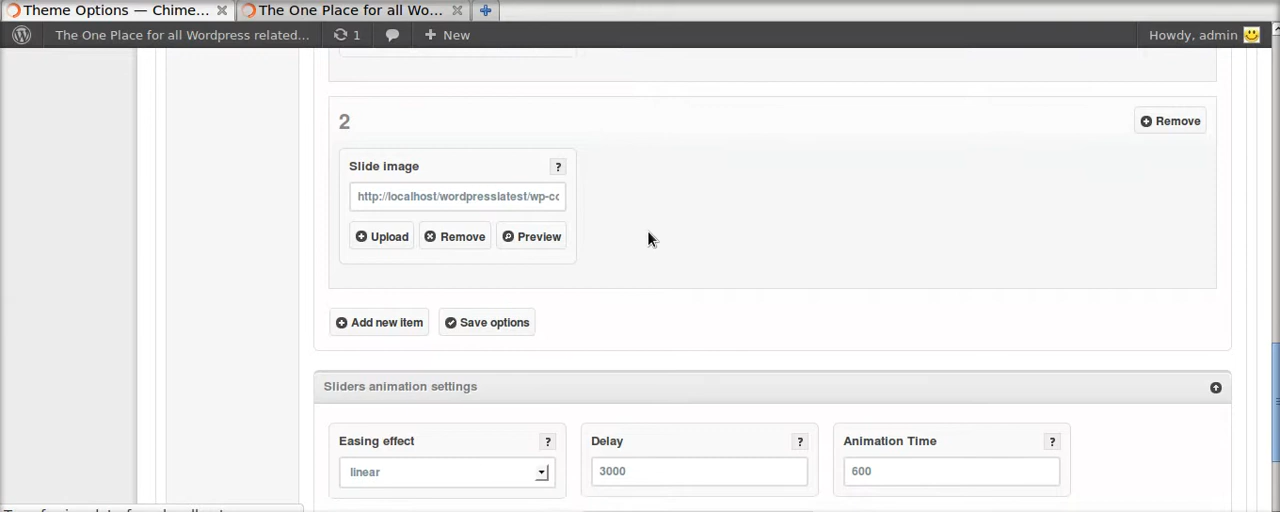 Theme Options — Chime...
The One Place for all Wo...
The One Place for all Wordpress related...
1
New
Howdy, admin
2
Remove
Slide image
?
http://localhost/wordpresslatest/wp-cc
Upload
Remove
Preview
Add new item
Save options
Sliders animation settings
Easing effect
?
Delay
?
Animation Time
?
linear
3000
600